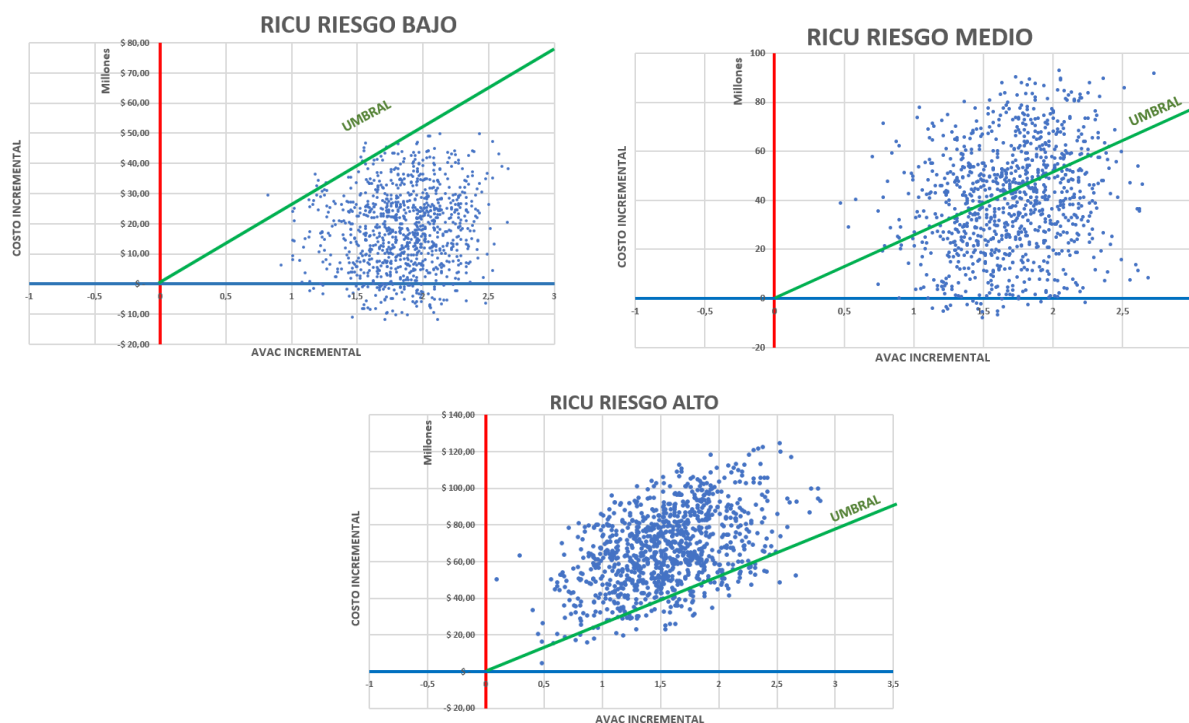 RICU RIESGO BAJO
$ 80,00
$ 70,00
$ 60,00
$ 50,00
$ 40,00
$ 30,00
$ 20,00
$ 10,00
$ -
-$ 10,00
-$ 20,00
Millones
COSTO INCREMENTAL
UMBRAL
-1 -0,5 0 0,5 1 1,5 2 2,5 3
AVAC INCREMENTAL
RICU RIESGO MEDIO
100
80
60
40
20
0
-20
Millones
COSTO INCREMENTAL
UMBRAL
-1 -0,5 0 0,5 1 1,5 2 2,5
AVAC INCREMENTAL
RICU RIESGO ALTO
$ 140,00
$ 120,00
$ 100,00
$ 80,00
$ 60,00
$ 40,00
$ 20,00
$ -
-$ 20,00
Millones
COSTO INCREMENTAL
UMBRAL
-1 -0,5 0 0,5 1 1,5 2 2,5 3 3,5
AVAC INCREMENTAL